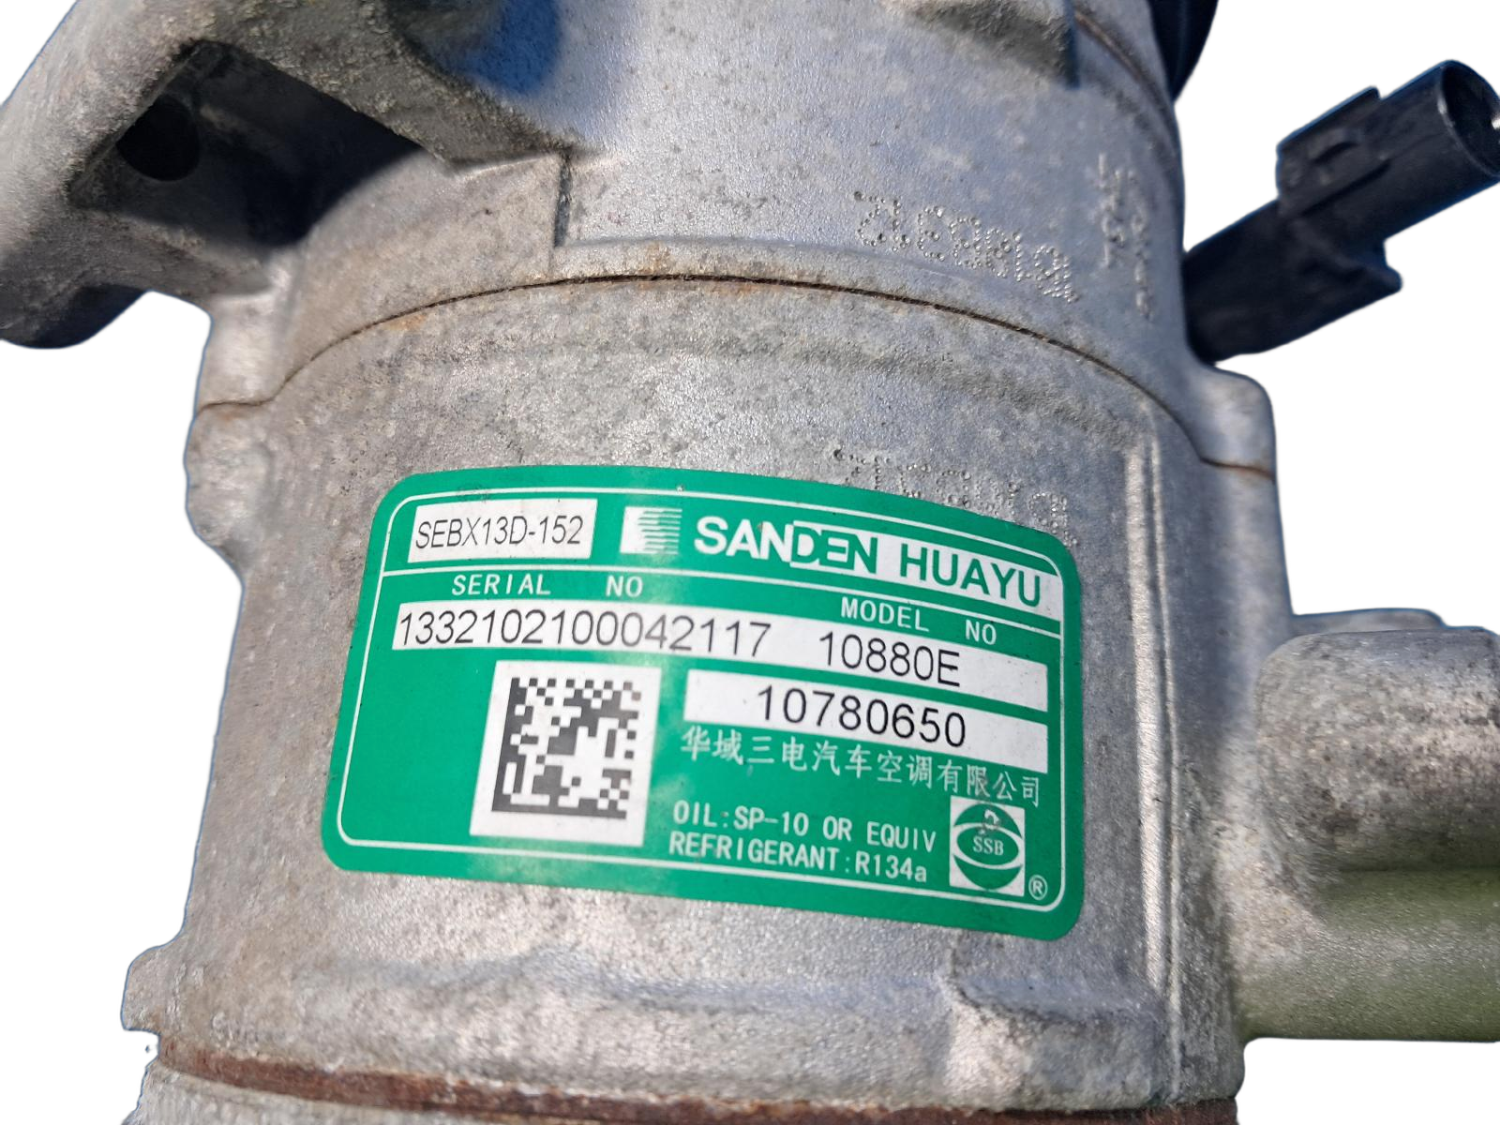 SEBX13D-152
SANDEN HUAYU
SERIAL NO
MODEL NO
1332102100042117 10880E
10780650
华域三电汽车空调有限公司
OIL:SP-10 OR EQUIV
REFRIGERANT:R134a
SSB
®